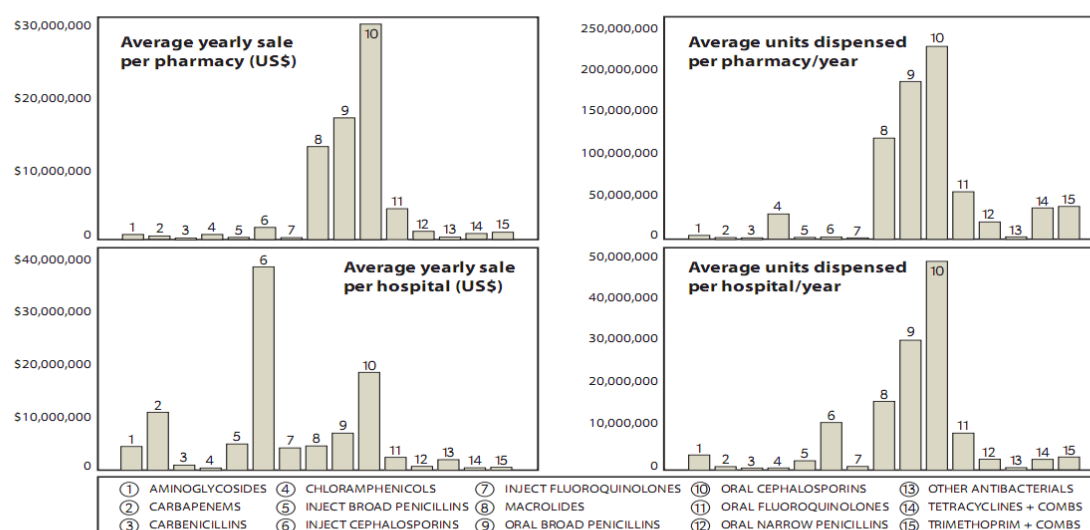 Average yearly sale
per pharmacy (US$)
$30,000,000
$20,000,000
$10,000,000
0
1 2 3 4 5 6 7 8 9 10 11 12 13 14 15
Average units dispensed
per pharmacy/year
250,000,000
200,000,000
150,000,000
100,000,000
50,000,000
0
1 2 3 4 5 6 7 8 9 10 11 12 13 14 15
Average yearly sale
per hospital (US$)
$40,000,000
$30,000,000
$20,000,000
$10,000,000
0
1 2 3 4 5 6 7 8 9 10 11 12 13 14 15
Average units dispensed
per hospital/year
50,000,000
40,000,000
30,000,000
20,000,000
10,000,000
0
1 2 3 4 5 6 7 8 9 10 11 12 13 14 15
1 AMINOGLYCOSIDES 4 CHLORAMPHENICOLS 7 INJECT FLUOROQUINOLONES 10 ORAL CEPHALOSPORINS 13 OTHER ANTIBACTERIALS
2 CARBAPENEMS 5 INJECT BROAD PENICILLINS 8 MACROLIDES 11 ORAL FLUOROQUINOLONES 14 TETRACYCLINES + COMBS
3 CARBENICILLINS 6 INJECT CEPHALOSPORINS 9 ORAL BROAD PENICILLINS 12 ORAL NARROW PENICILLINS 15 TRIMETHOPRIM + COMBS